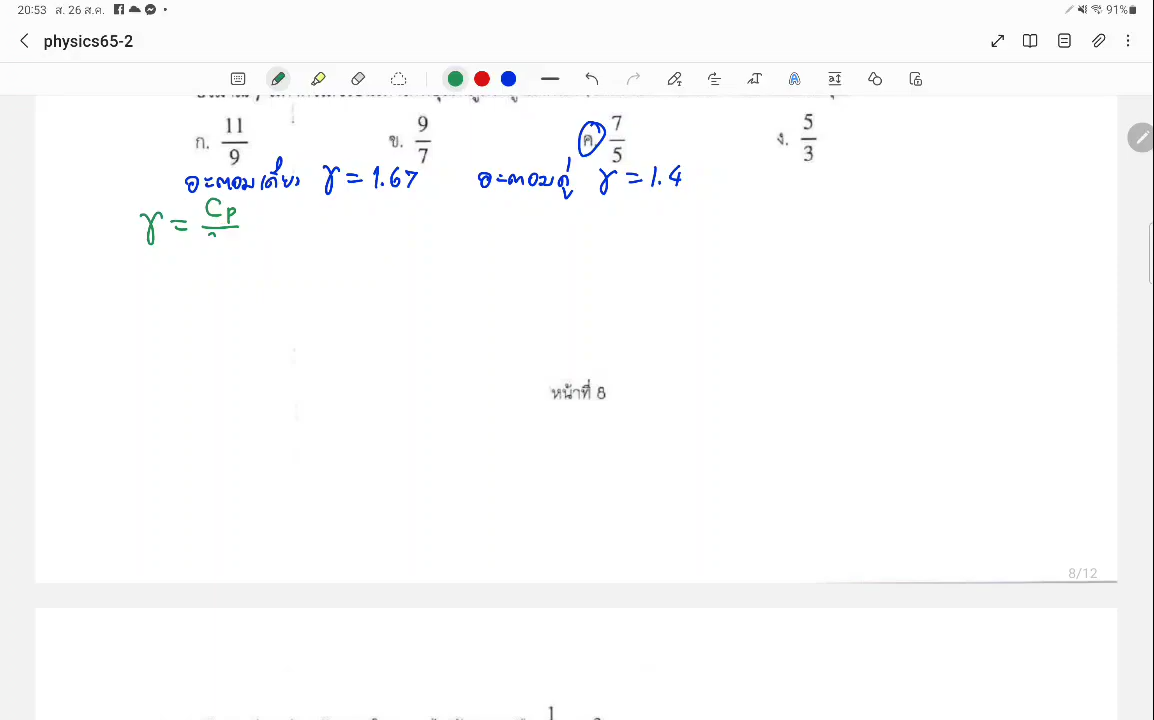 20:53 ส. 26 ส.ค. 91%
physics65-2
ก. 11/9 ข. 9/7 ค. 7/5 ง. 5/3
อะตอมเดี่ยว γ = 1.67 อะตอมคู่ γ = 1.4
γ = Cp
หน้าที่ 8
8/12
1